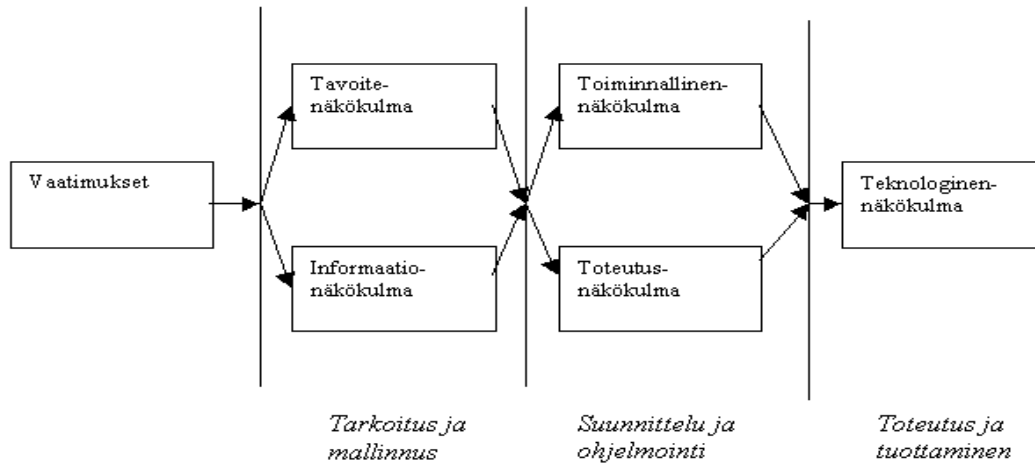 Vaatimukset
Tavoite-
näkökulma
Informaatio-
näkökulma
Toiminnallinen-
näkökulma
Toteutus-
näkökulma
Teknologinen-
näkökulma
Tarkoitus ja
mallinnus
Suunnittelu ja
ohjelmointi
Toteutus ja
tuottaminen